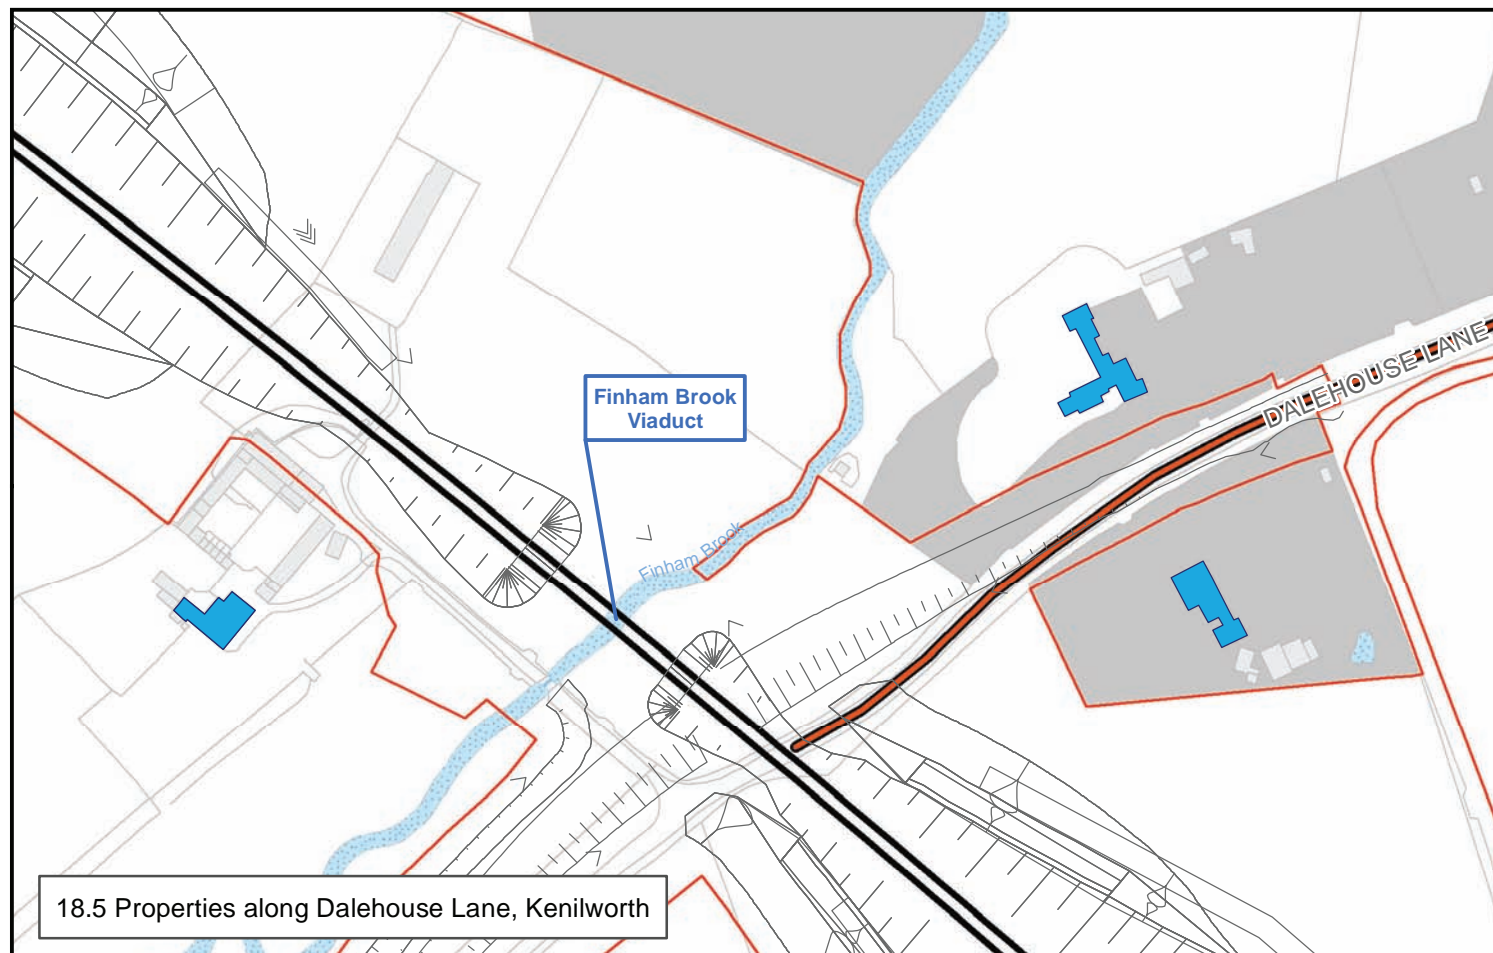 Finham Brook
Viaduct
DALEHOUSE LANE
Finham Brook
18.5 Properties along Dalehouse Lane, Kenilworth